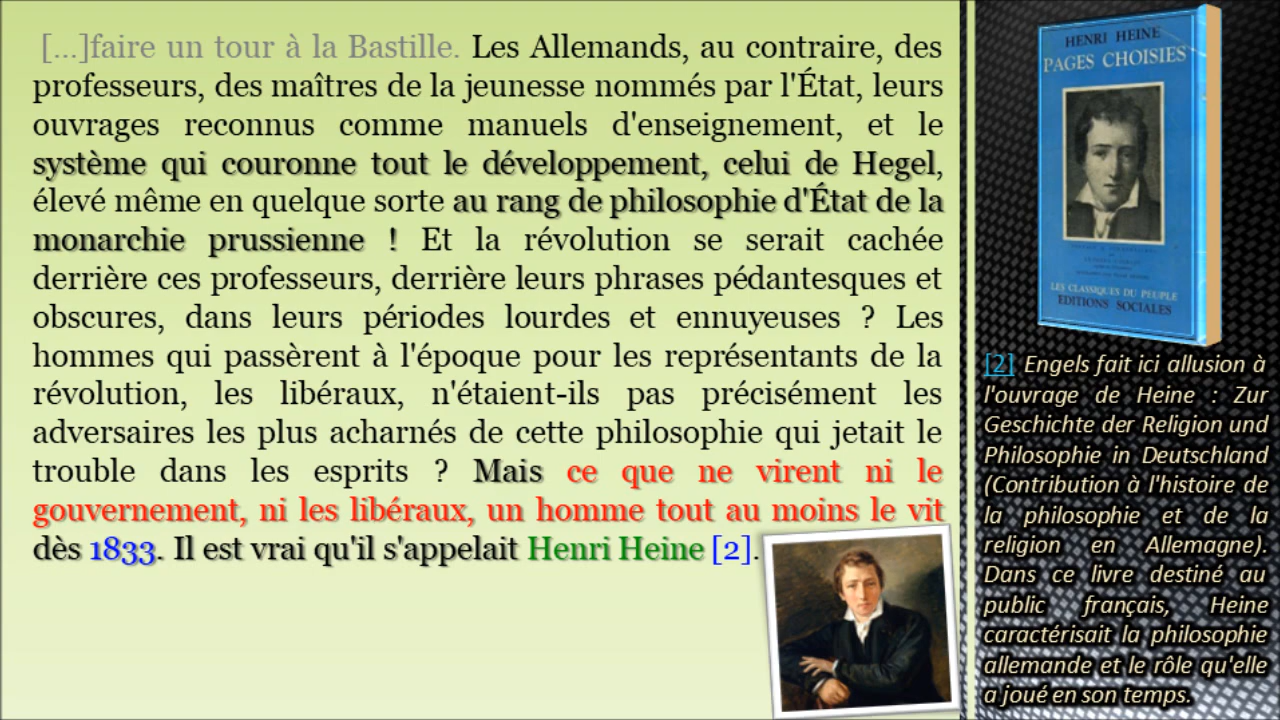 [...]faire un tour à la Bastille. Les Allemands, au contraire, des
professeurs, des maîtres de la jeunesse nommés par l'État, leurs
ouvrages reconnus comme manuels d'enseignement, et le
système qui couronne tout le développement, celui de Hegel,
élevé même en quelque sorte au rang de philosophie d'État de la
monarchie prussienne ! Et la révolution se serait cachée
derrière ces professeurs, derrière leurs phrases pédantesques et
obscures, dans leurs périodes lourdes et ennuyeuses ? Les
hommes qui passèrent à l'époque pour les représentants de la
révolution, les libéraux, n'étaient-ils pas précisément les
adversaires les plus acharnés de cette philosophie qui jetait le
trouble dans les esprits ? Mais ce que ne virent ni le
gouvernement, ni les libéraux, un homme tout au moins le vit
dès 1833. Il est vrai qu'il s'appelait Henri Heine [2].
HENRI HEINE
PAGES CHOISIES
LES CLASSIQUES DU PEUPLE
EDITIONS SOCIALES
[2] Engels fait ici allusion à
l'ouvrage de Heine : Zur
Geschichte der Religion und
Philosophie in Deutschland
(Contribution à l'histoire de
la philosophie et de la
religion en Allemagne).
Dans ce livre destiné au
public français, Heine
caractérisait la philosophie
allemande et le rôle qu'elle
a joué en son temps.